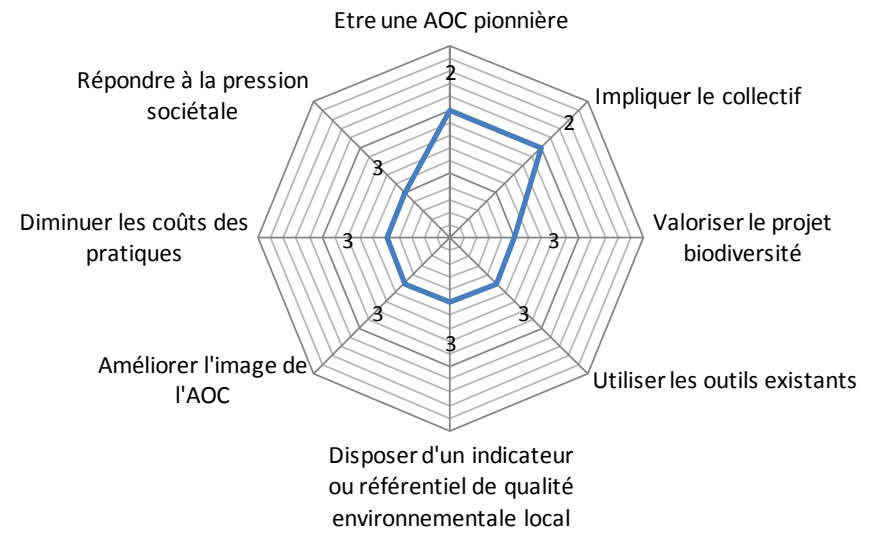 Etre une AOC pionnière
2
Impliquer le collectif
2
Valoriser le projet
biodiversité
3
Utiliser les outils existants
3
Disposer d'un indicateur
ou référentiel de qualité
environnementale local
3
Améliorer l'image de
l'AOC
3
Diminuer les coûts des
pratiques
3
Répondre à la pression
sociétale
3